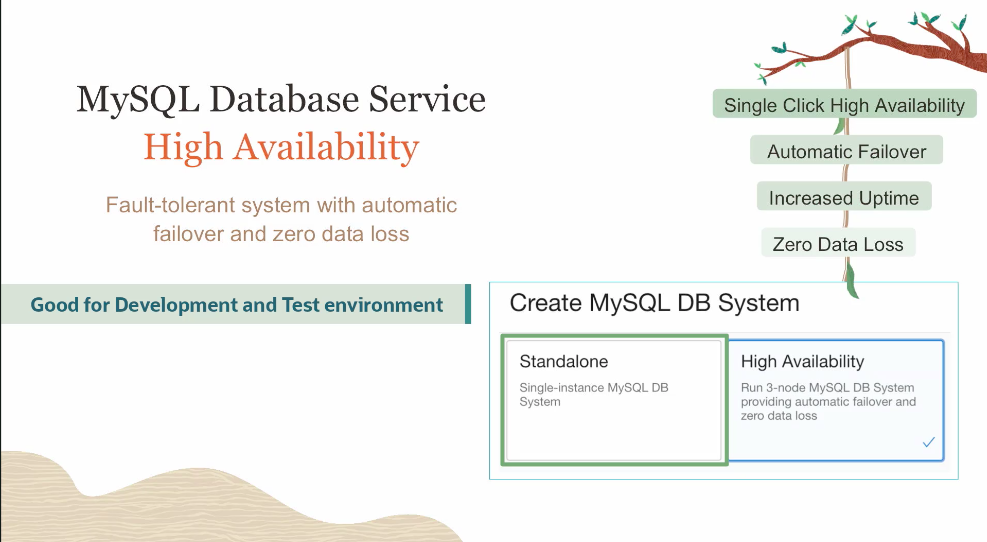 MySQL Database Service
High Availability
Fault-tolerant system with automatic
failover and zero data loss
Good for Development and Test environment
Single Click High Availability
Automatic Failover
Increased Uptime
Zero Data Loss
Create MySQL DB System
Standalone
Single-instance MySQL DB
System
High Availability
Run 3-node MySQL DB System
providing automatic failover and
zero data loss